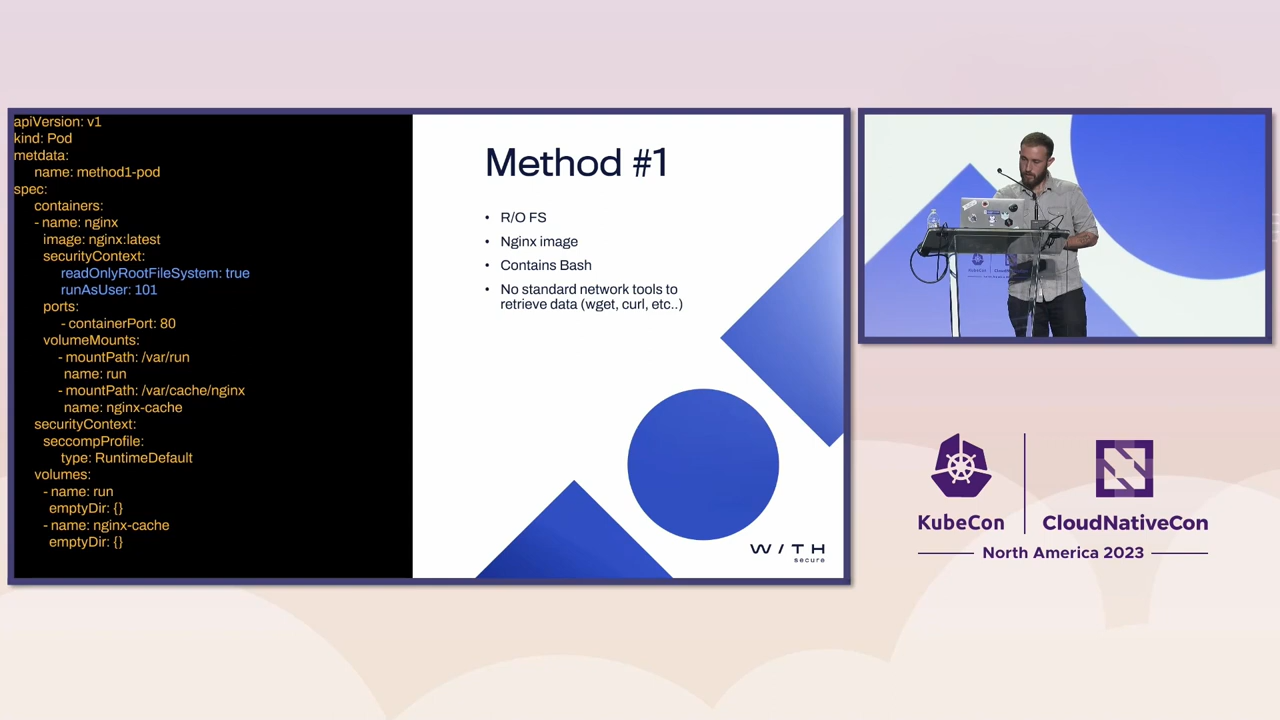 apiVersion: v1
kind: Pod
metdata:
name: method1-pod
spec:
containers:
- name: nginx
image: nginx:latest
securityContext:
readOnlyRootFileSystem: true
runAsUser: 101
ports:
- containerPort: 80
volumeMounts:
- mountPath: /var/run
name: run
- mountPath: /var/cache/nginx
name: nginx-cache
securityContext:
seccompProfile:
type: RuntimeDefault
volumes:
- name: run
emptyDir: {}
- name: nginx-cache
emptyDir: {}
Method #1
• R/O FS
• Nginx image
• Contains Bash
• No standard network tools to
retrieve data (wget, curl, etc..)
W/TH
secure
KubeCon
CloudNativeCon
North America 2023